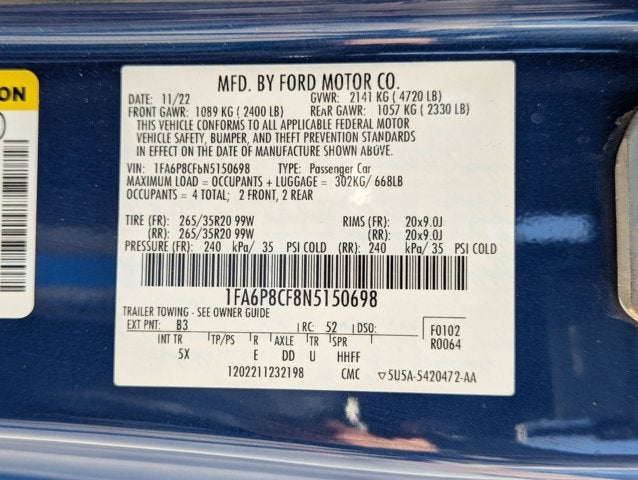 ON
MFD. BY FORD MOTOR CO.
DATE: 11/22 GVWR: 2141 KG ( 4720 LB)
FRONT GAWR: 1089 KG ( 2400 LB) REAR GAWR: 1057 KG ( 2330 LB)
THIS VEHICLE CONFORMS TO ALL APPLICABLE FEDERAL MOTOR
VEHICLE SAFETY, BUMPER, AND THEFT PREVENTION STANDARDS
IN EFFECT ON THE DATE OF MANUFACTURE SHOWN ABOVE.
VIN: 1FA6P8CF6N5150698 TYPE: Passenger Car
MAXIMUM LOAD = OCCUPANTS + LUGGAGE = 302KG/ 668LB
OCCUPANTS = 4 TOTAL; 2 FRONT, 2 REAR
TIRE (FR): 265/35R20 99W RIMS (FR): 20x9.0J
(RR): 265/35R20 99W (RR): 20x9.0J
PRESSURE (FR): 240 kPa/ 35 PSI COLD (RR): 240 kPa/ 35 PSI COLD
1FA6P8CF8N5150698
TRAILER TOWING - SEE OWNER GUIDE
EXT PNT: B3 RC: 52 DSO: F0102
INT TR TP/PS R AXLE TR SPR R0064
5X E DD U HHFF
1202211232198 CMC 5U5A-5420472-AA